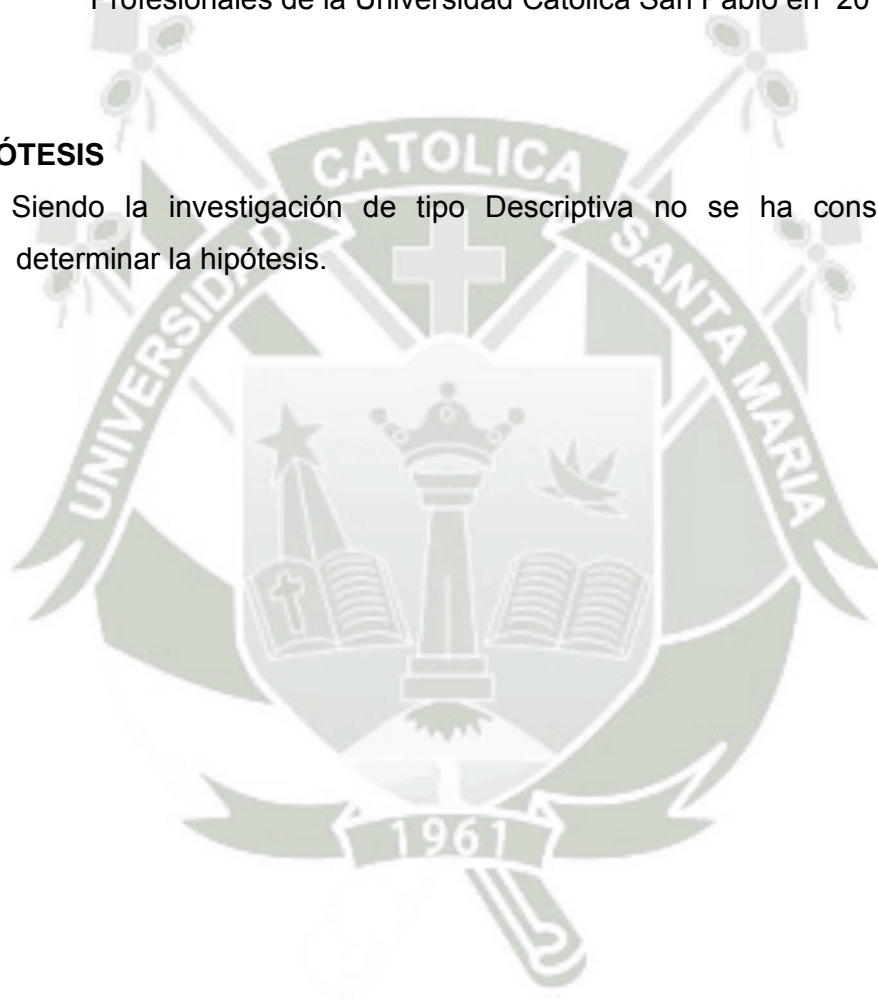 Profesionales de la Universidad Católica San Pablo en 20
ÓTESIS
Siendo la investigación de tipo Descriptiva no se ha cons
determinar la hipótesis.
UNIVERSIDAD CATOLICA SANTA MARIA
1961